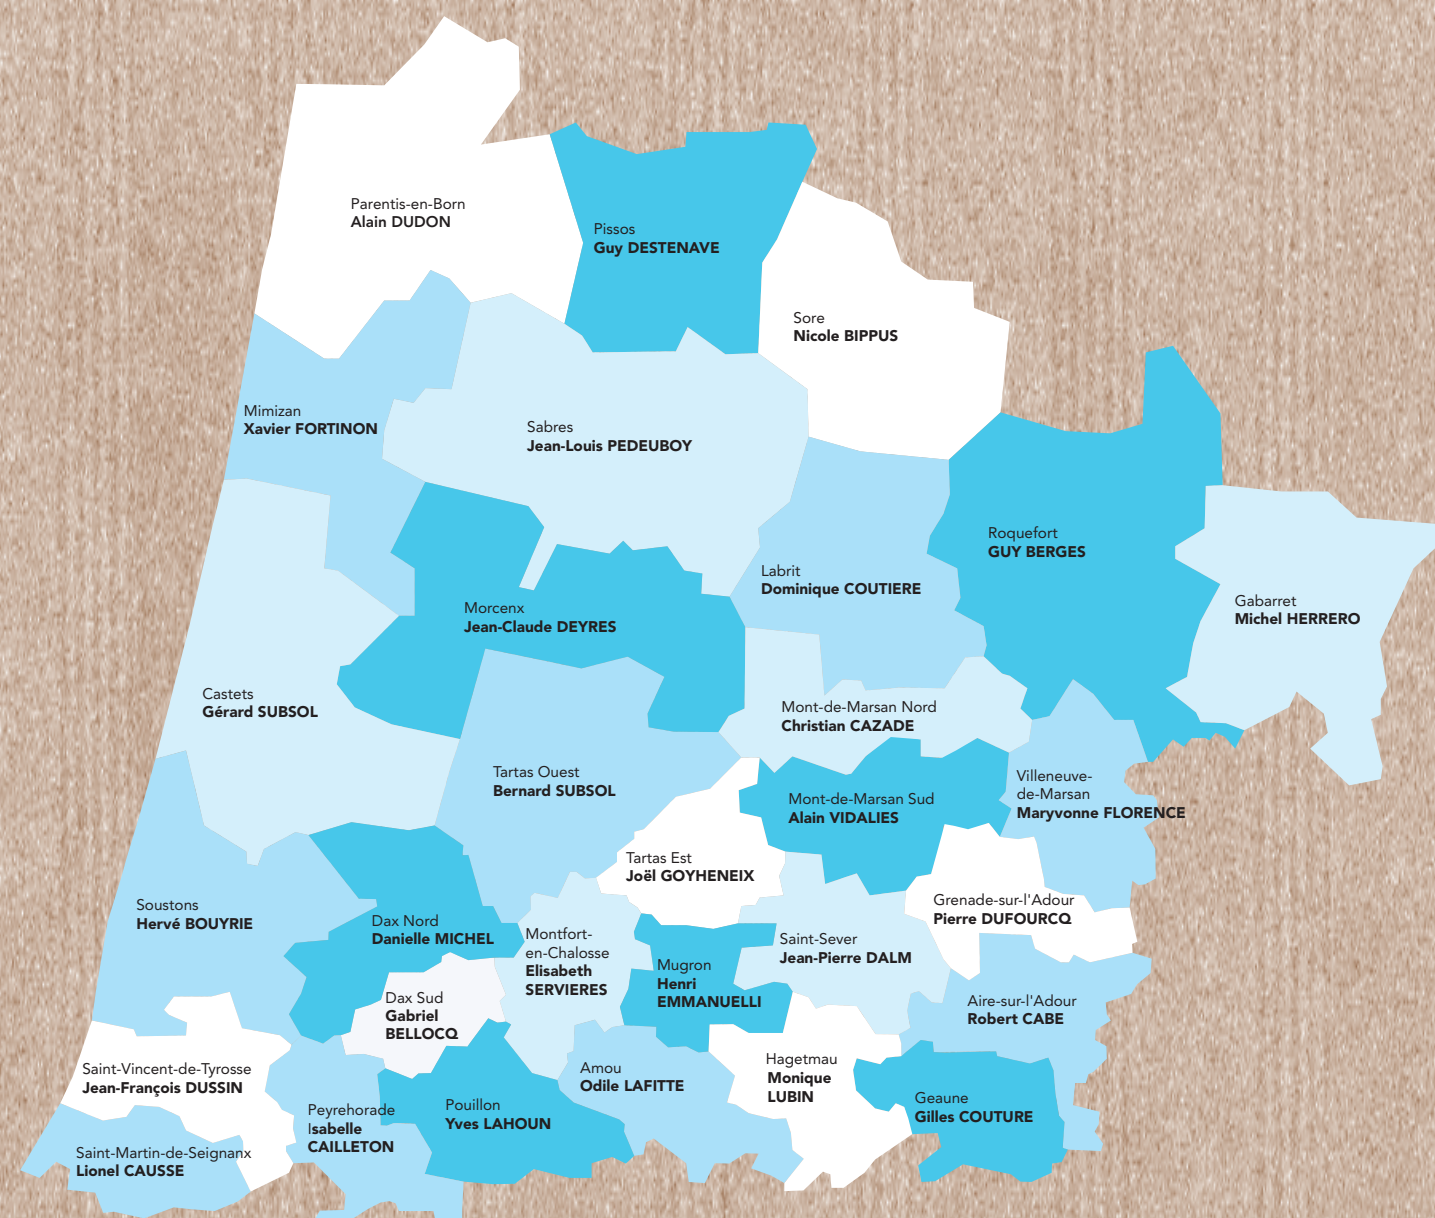 Parentis-en-Born
Alain DUDON
Pissos
Guy DESTENAVE
Sore
Nicole BIPPUS
Mimizan
Xavier FORTINON
Sabres
Jean-Louis PEDEUBOY
Roquefort
GUY BERGES
Labrit
Dominique COUTIERE
Gabarret
Michel HERRERO
Morcenx
Jean-Claude DEYRES
Castets
Gérard SUBSOL
Mont-de-Marsan Nord
Christian CAZADE
Tartas Ouest
Bernard SUBSOL
Mont-de-Marsan Sud
Alain VIDALIES
Villeneuve-
de-Marsan
Maryvonne FLORENCE
Tartas Est
Joël GOYHENEIX
Soustons
Hervé BOUYRIE
Dax Nord
Danielle MICHEL
Montfort-
en-Chalosse
Elisabeth
SERVIERES
Mugron
Henri
EMMANUELLI
Saint-Sever
Jean-Pierre DALM
Grenade-sur-l'Adour
Pierre DUFOURCQ
Dax Sud
Gabriel
BELLOCQ
Aire-sur-l'Adour
Robert CABE
Saint-Vincent-de-Tyrosse
Jean-François DUSSIN
Peyrehorade
Isabelle
CAILLETON
Pouillon
Yves LAHOUN
Amou
Odile LAFITTE
Hagetmau
Monique
LUBIN
Geaune
Gilles COUTURE
Saint-Martin-de-Seignanx
Lionel CAUSSE